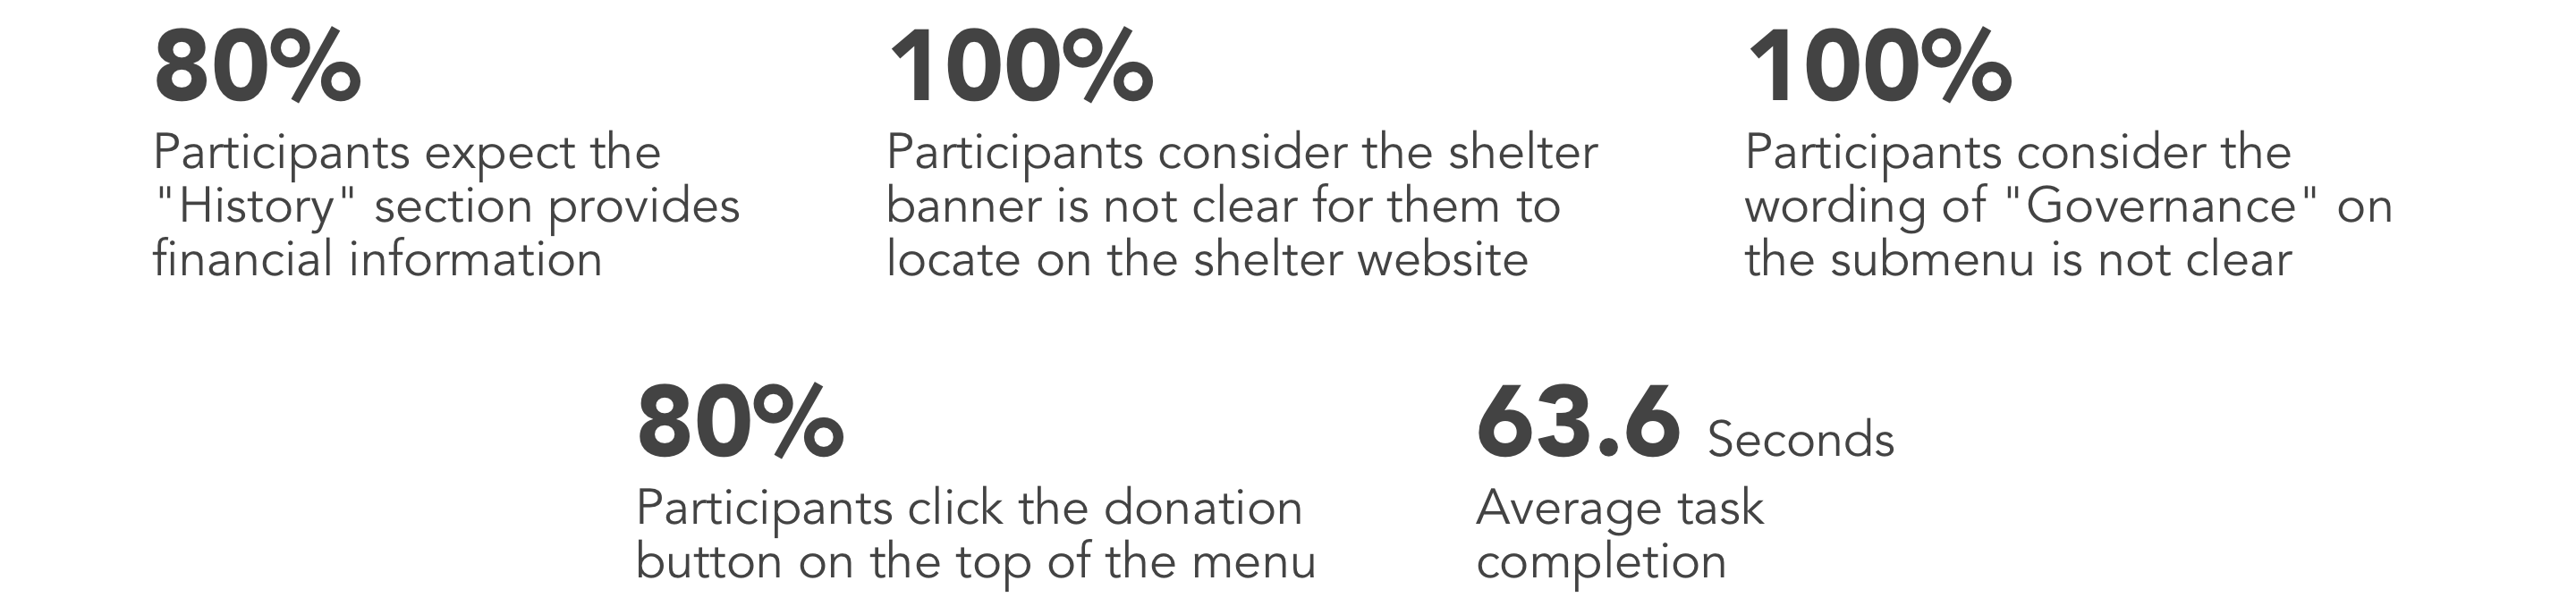 80%
Participants expect the
"History" section provides
financial information
100%
Participants consider the shelter
banner is not clear for them to
locate on the shelter website
100%
Participants consider the
wording of "Governance" on
the submenu is not clear
80%
Participants click the donation
button on the top of the menu
63.6 Seconds
Average task
completion